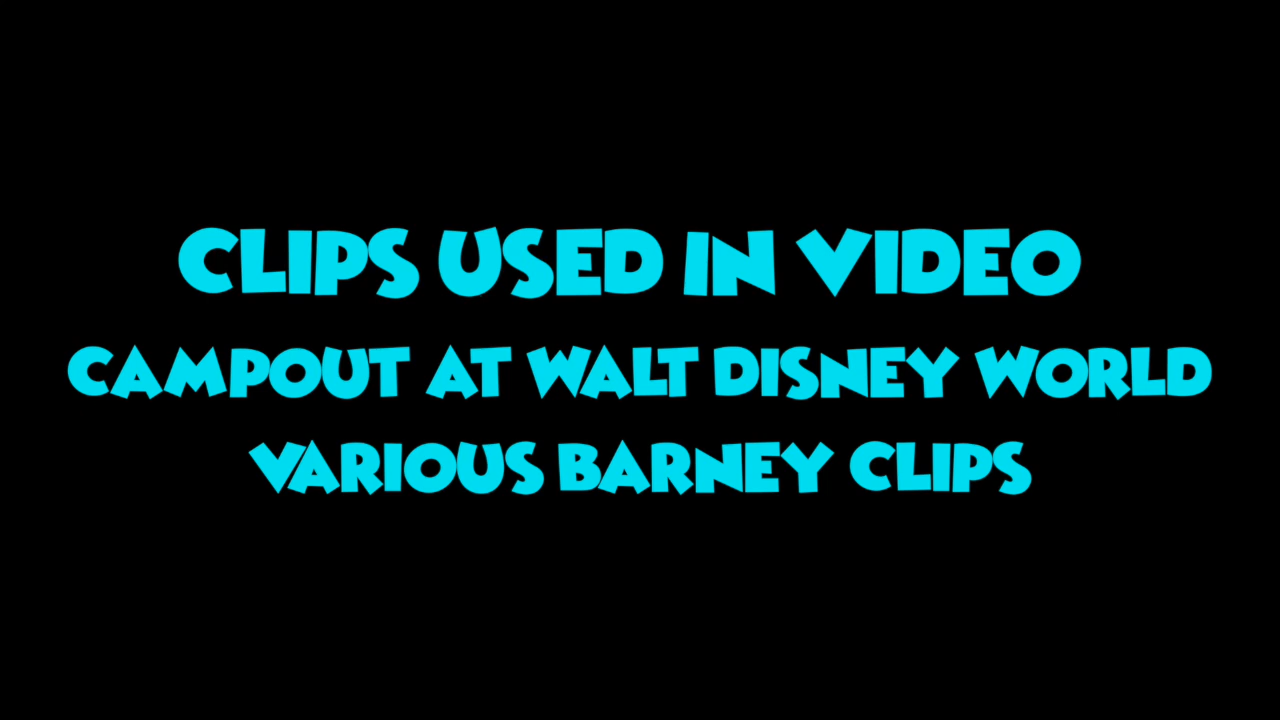 CLIPS USED IN VIDEO
CAMPOUT AT WALT DISNEY WORLD
VARIOUS BARNEY CLIPS